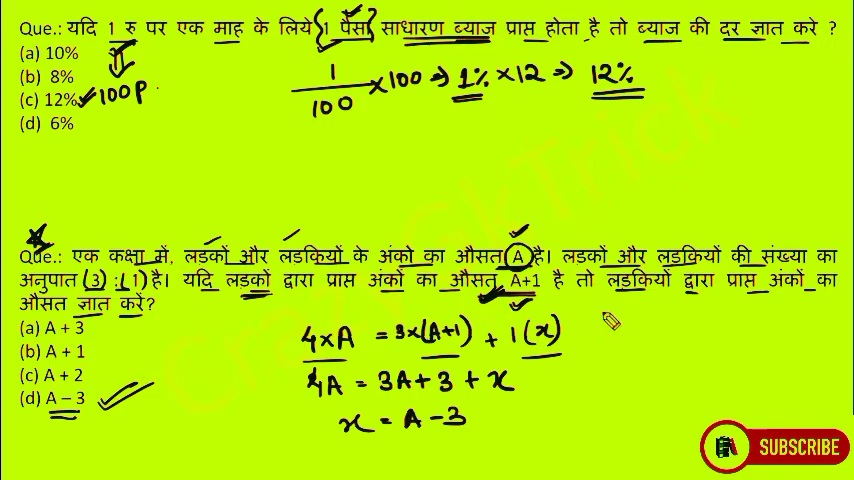 Que.: यदि 1 रु पर एक माह के लिये 1 पैसा साधारण ब्याज प्राप्त होता है तो ब्याज की दर ज्ञात करे ?
(a) 10%
(b) 8%
(c) 12% 100P
(d) 6%
1/100 ×100 ⇒ 1% ×12 ⇒ 12%
Crazy GkTrick
Que.: एक कक्षा में, लडकों और लडकियों के अंको का औसत A है। लडकों और लडकियों की संख्या का
अनुपात (3) : (1) है। यदि लडकों द्वारा प्राप्त अंकों का औसत A+1 है तो लडकियों द्वारा प्राप्त अंकों का
औसत ज्ञात करें?
(a) A + 3
(b) A + 1
(c) A + 2
(d) A – 3
4×A = 3×(A+1) + 1(x)
4A = 3A + 3 + x
x = A – 3
SUBSCRIBE